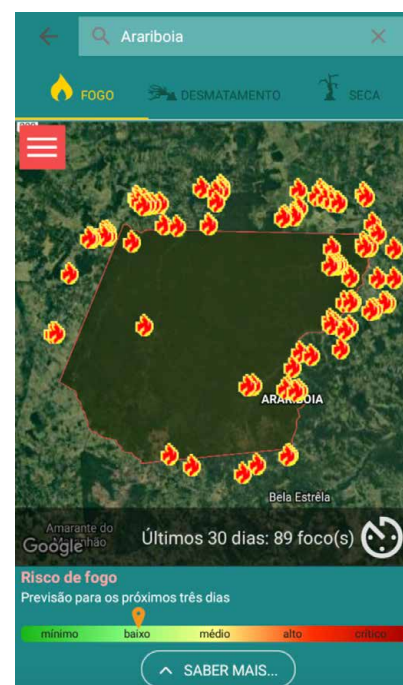 Arariboia
FOGO
DESMATAMENTO
SECA
ARARIBOIA
Bela Estrêla
Amarante do
Maranhão
Google
Últimos 30 dias: 89 foco(s)
Risco de fogo
Previsão para os próximos três dias
mínimo baixo médio alto crítico
SABER MAIS...